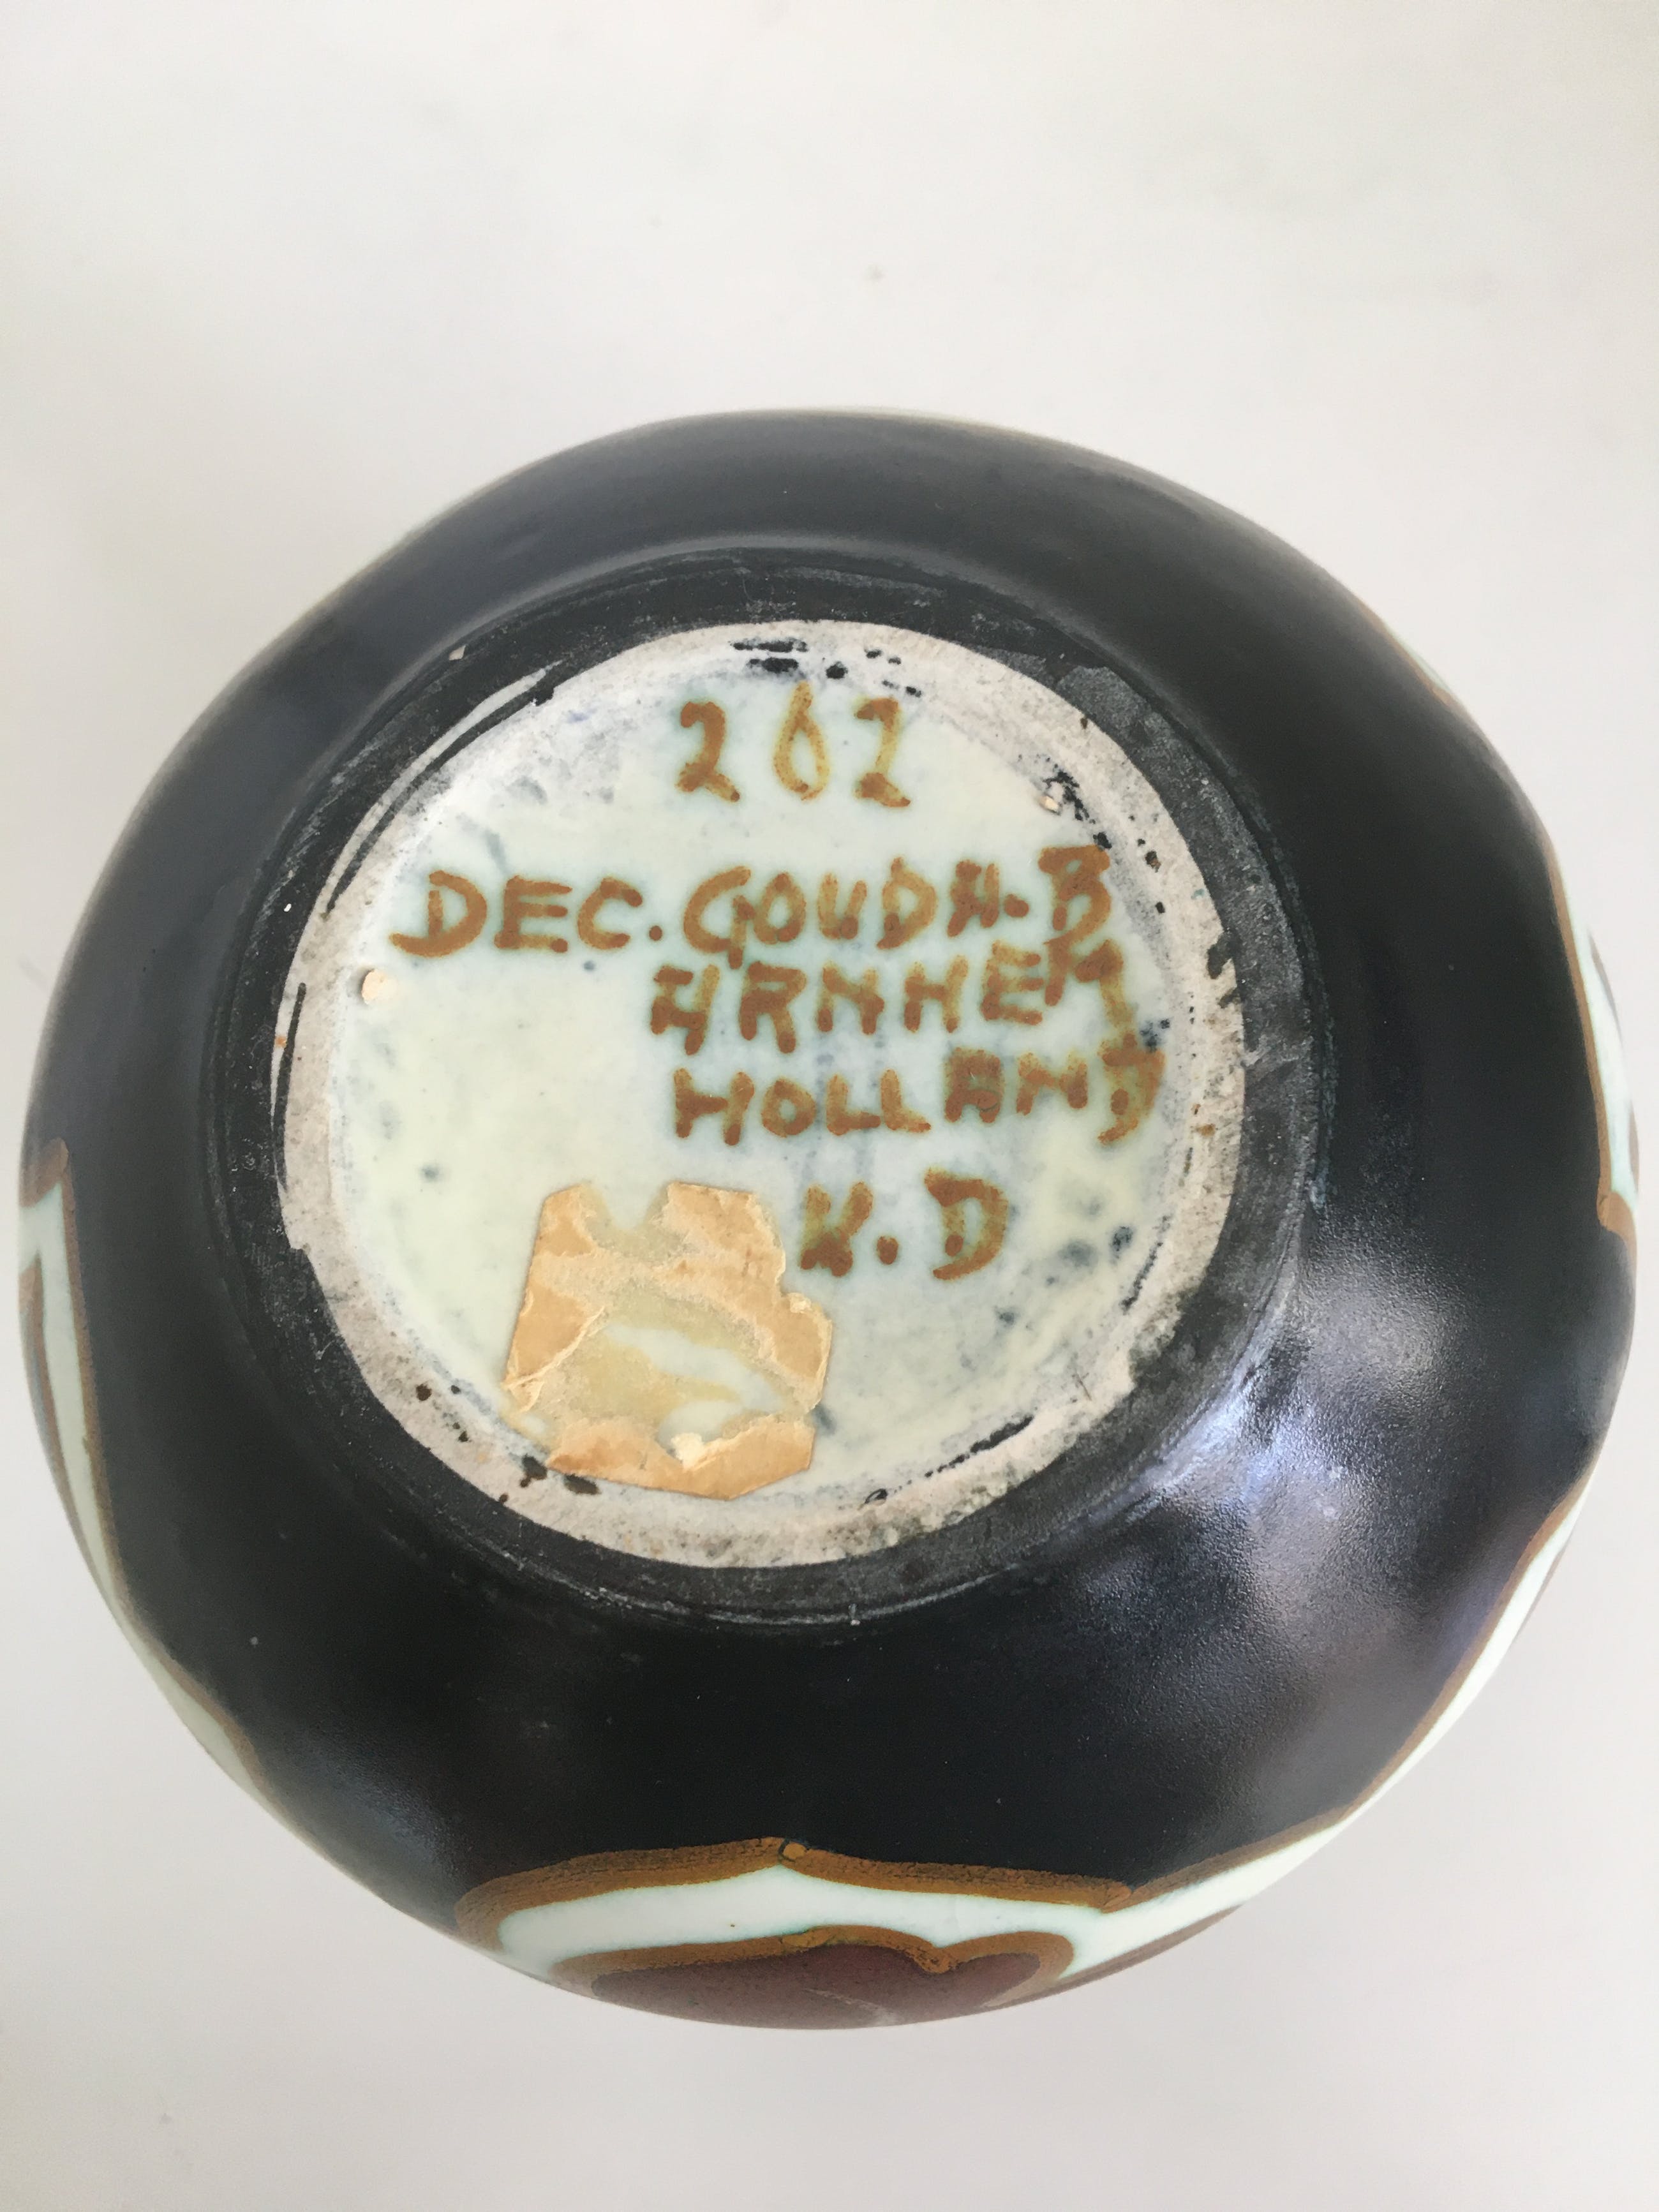 262
DEC. GOUDA. B
ARNHEM
HOLLAND
K. D